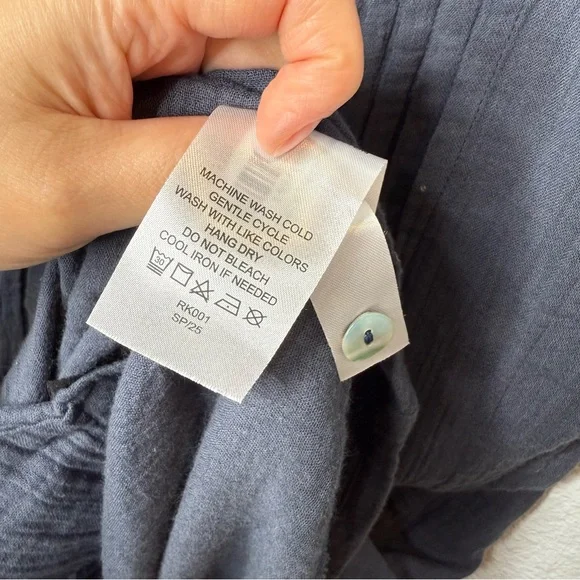 MACHINE WASH COLD
GENTLE CYCLE
WASH WITH LIKE COLORS
HANG DRY
DO NOT BLEACH
COOL IRON IF NEEDED
30
RK001
SP/25